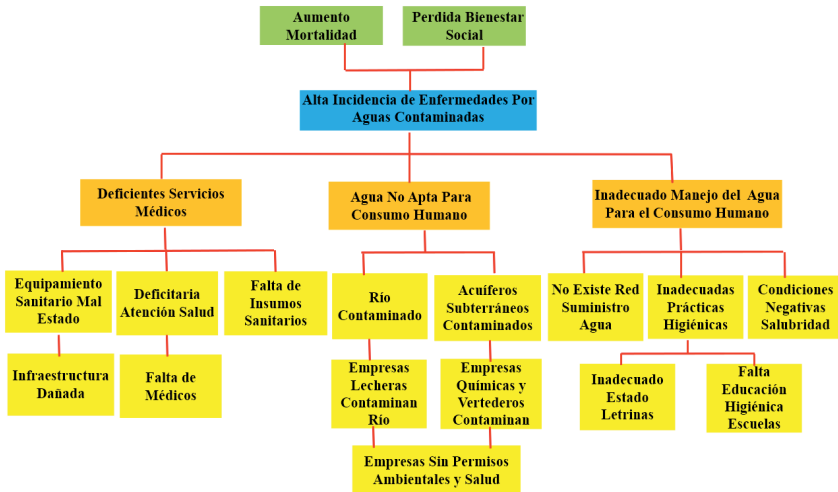 Aumento
Mortalidad
Perdida Bienestar
Social
Alta Incidencia de Enfermedades Por
Aguas Contaminadas
Deficientes Servicios
Médicos
Agua No Apta Para
Consumo Humano
Inadecuado Manejo del Agua
Para el Consumo Humano
Equipamiento
Sanitario Mal
Estado
Deficitaria
Atención Salud
Falta de
Insumos
Sanitarios
Río
Contaminado
Acuíferos
Subterráneos
Contaminados
No Existe Red
Suministro
Agua
Inadecuadas
Prácticas
Higiénicas
Condiciones
Negativas
Salubridad
Infraestructura
Dañada
Falta de
Médicos
Empresas
Lecheras
Contaminan
Río
Empresas
Químicas y
Vertederos
Contaminan
Inadecuado
Estado
Letrinas
Falta
Educación
Higiénica
Escuelas
Empresas Sin Permisos
Ambientales y Salud